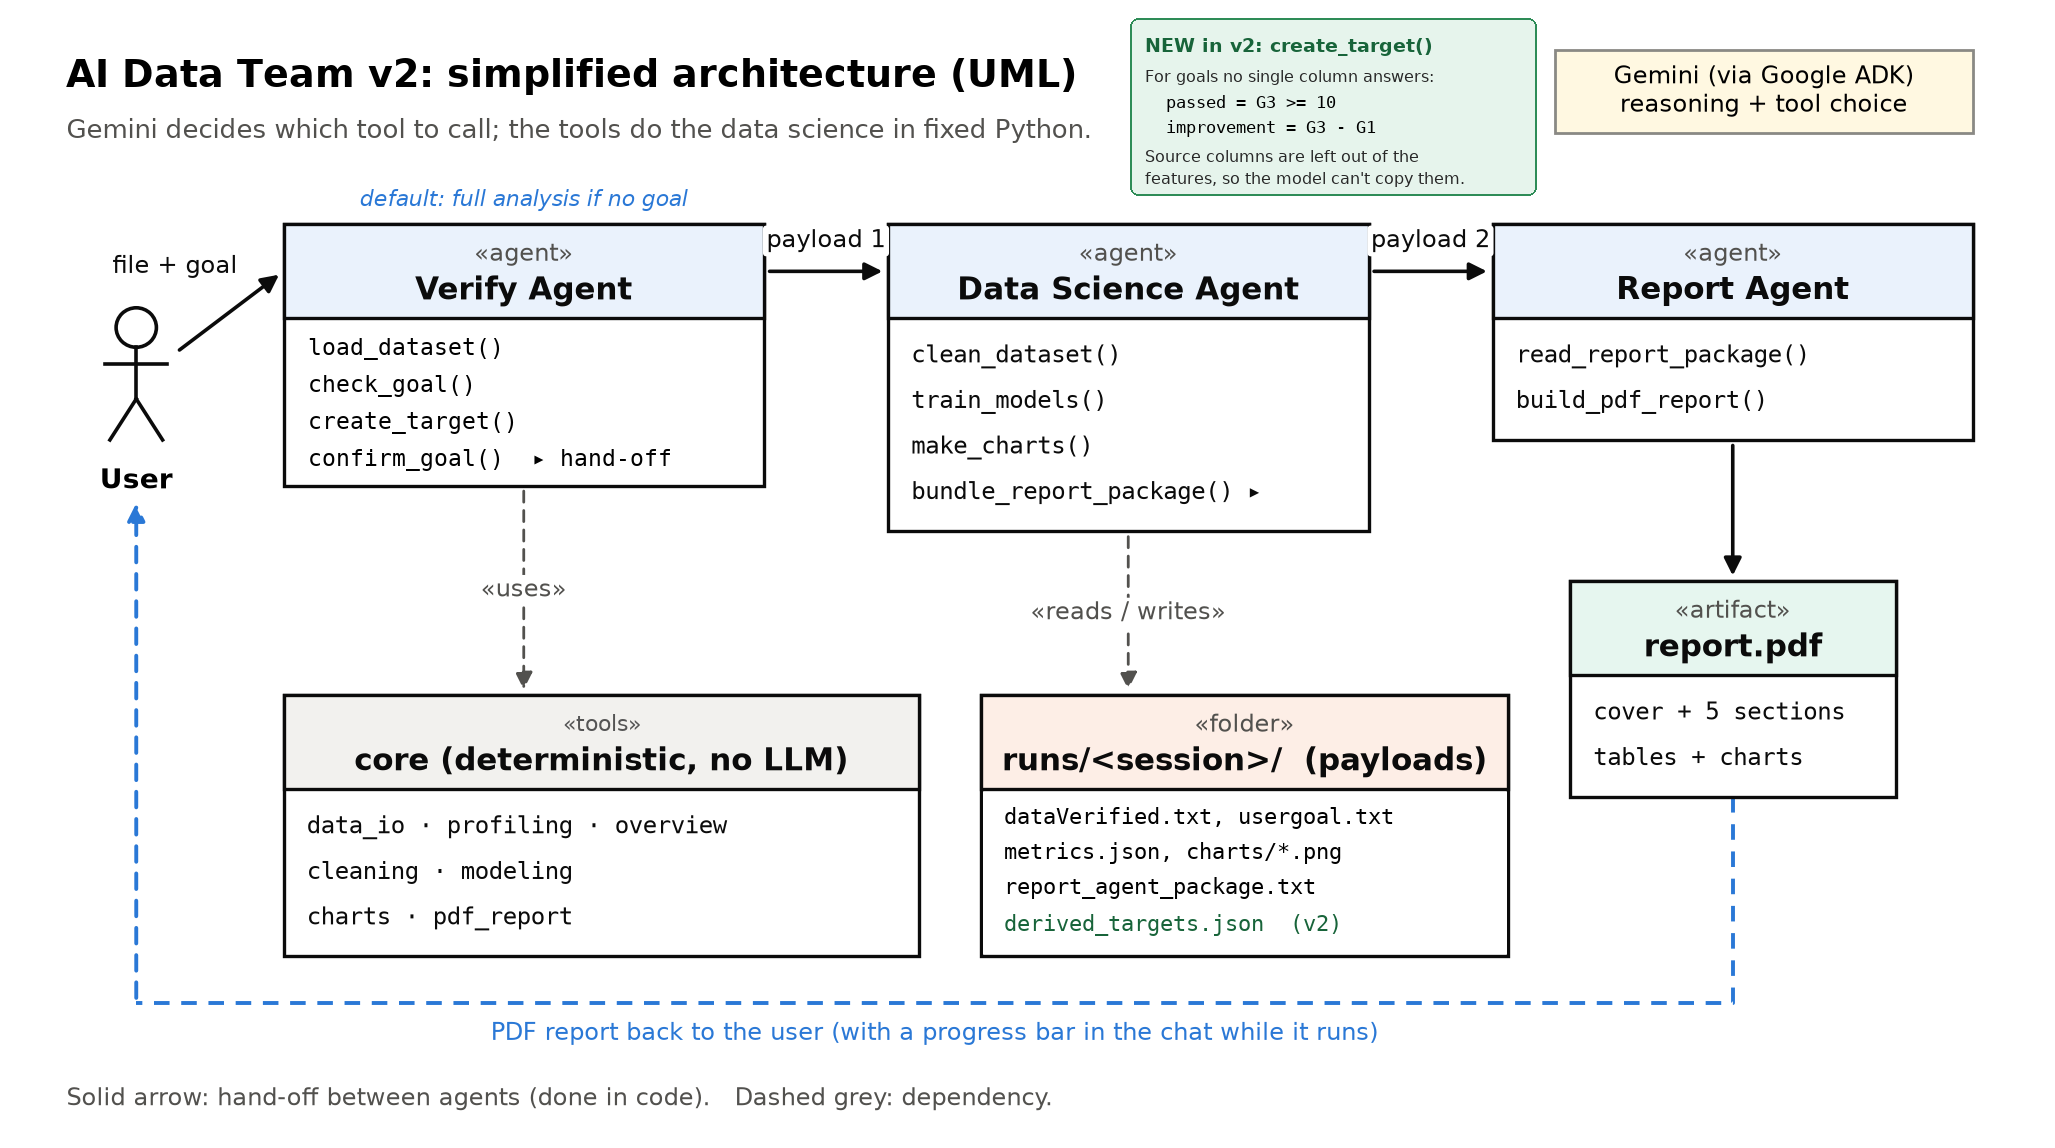 AI Data Team v2: simplified architecture (UML)
Gemini decides which tool to call; the tools do the data science in fixed Python.
NEW in v2: create_target()
For goals no single column answers:
passed = G3 >= 10
improvement = G3 - G1
Source columns are left out of the
features, so the model can't copy them.
Gemini (via Google ADK)
reasoning + tool choice
default: full analysis if no goal
file + goal
User
«agent»
Verify Agent
load_dataset()
check_goal()
create_target()
confirm_goal()  ▸ hand-off
payload 1
«agent»
Data Science Agent
clean_dataset()
train_models()
make_charts()
bundle_report_package() ▸
payload 2
«agent»
Report Agent
read_report_package()
build_pdf_report()
«uses»
«reads / writes»
«artifact»
report.pdf
cover + 5 sections
tables + charts
«tools»
core (deterministic, no LLM)
data_io · profiling · overview
cleaning · modeling
charts · pdf_report
«folder»
runs/<session>/  (payloads)
dataVerified.txt, usergoal.txt
metrics.json, charts/*.png
report_agent_package.txt
derived_targets.json  (v2)
PDF report back to the user (with a progress bar in the chat while it runs)
Solid arrow: hand-off between agents (done in code).   Dashed grey: dependency.